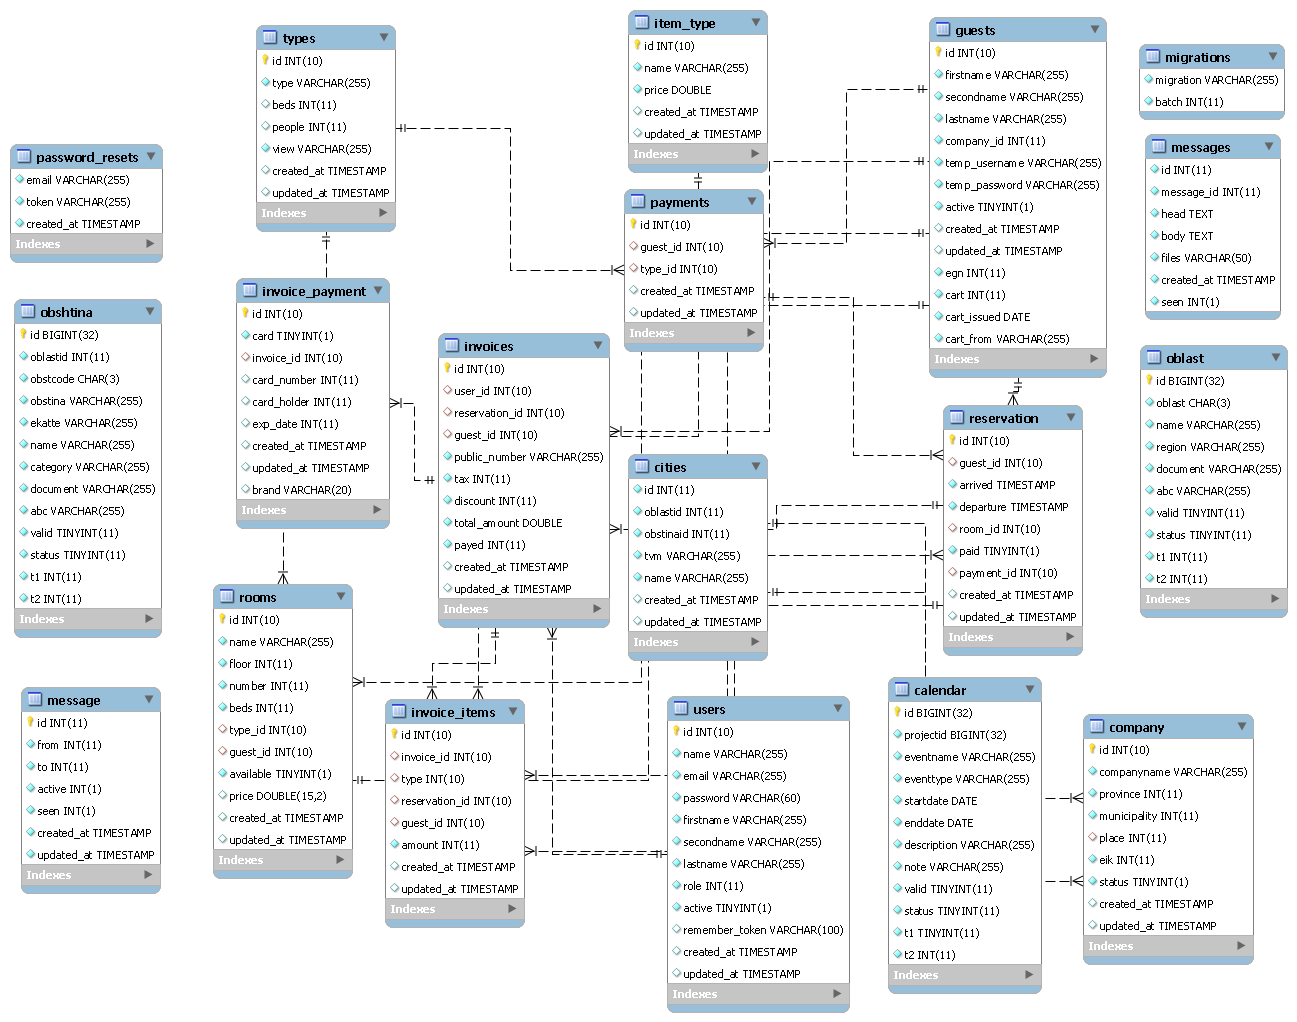 types
id INT(10)
type VARCHAR(255)
beds INT(11)
people INT(11)
view VARCHAR(255)
created_at TIMESTAMP
updated_at TIMESTAMP
Indexes
item_type
id INT(10)
name VARCHAR(255)
price DOUBLE
created_at TIMESTAMP
updated_at TIMESTAMP
Indexes
guests
id INT(10)
firstname VARCHAR(255)
secondname VARCHAR(255)
lastname VARCHAR(255)
company_id INT(11)
temp_username VARCHAR(255)
temp_password VARCHAR(255)
active TINYINT(1)
created_at TIMESTAMP
updated_at TIMESTAMP
egn INT(11)
cart INT(11)
cart_issued DATE
cart_from VARCHAR(255)
Indexes
migrations
migration VARCHAR(255)
batch INT(11)
messages
id INT(11)
message_id INT(11)
head TEXT
body TEXT
files VARCHAR(50)
created_at TIMESTAMP
seen INT(1)
password_resets
email VARCHAR(255)
token VARCHAR(255)
created_at TIMESTAMP
Indexes
payments
id INT(10)
guest_id INT(10)
type_id INT(10)
created_at TIMESTAMP
updated_at TIMESTAMP
Indexes
obshtina
id BIGINT(32)
oblastid INT(11)
obstcode CHAR(3)
obstina VARCHAR(255)
ekatte VARCHAR(255)
name VARCHAR(255)
category VARCHAR(255)
document VARCHAR(255)
abc VARCHAR(255)
valid TINYINT(11)
status TINYINT(11)
t1 INT(11)
t2 INT(11)
Indexes
invoice_payment
id INT(10)
card TINYINT(1)
invoice_id INT(10)
card_number INT(11)
card_holder INT(11)
exp_date INT(11)
created_at TIMESTAMP
updated_at TIMESTAMP
brand VARCHAR(20)
Indexes
invoices
id INT(10)
user_id INT(10)
reservation_id INT(10)
guest_id INT(10)
public_number VARCHAR(255)
tax INT(11)
discount INT(11)
total_amount DOUBLE
payed INT(11)
created_at TIMESTAMP
updated_at TIMESTAMP
Indexes
cities
id INT(11)
oblastid INT(11)
obstinaid INT(11)
tvm VARCHAR(255)
name VARCHAR(255)
created_at TIMESTAMP
updated_at TIMESTAMP
Indexes
reservation
id INT(10)
guest_id INT(10)
arrived TIMESTAMP
departure TIMESTAMP
room_id INT(10)
paid TINYINT(1)
payment_id INT(10)
created_at TIMESTAMP
updated_at TIMESTAMP
Indexes
oblast
id BIGINT(32)
oblast CHAR(3)
name VARCHAR(255)
region VARCHAR(255)
document VARCHAR(255)
abc VARCHAR(255)
valid TINYINT(11)
status TINYINT(11)
t1 INT(11)
t2 INT(11)
Indexes
rooms
id INT(10)
name VARCHAR(255)
floor INT(11)
number INT(11)
beds INT(11)
type_id INT(10)
guest_id INT(10)
available TINYINT(1)
price DOUBLE(15,2)
created_at TIMESTAMP
updated_at TIMESTAMP
Indexes
message
id INT(11)
from INT(11)
to INT(11)
active INT(1)
seen INT(1)
created_at TIMESTAMP
updated_at TIMESTAMP
Indexes
invoice_items
id INT(10)
invoice_id INT(10)
type INT(10)
reservation_id INT(10)
guest_id INT(10)
amount INT(11)
created_at TIMESTAMP
updated_at TIMESTAMP
Indexes
users
id INT(10)
name VARCHAR(255)
email VARCHAR(255)
password VARCHAR(60)
firstname VARCHAR(255)
secondname VARCHAR(255)
lastname VARCHAR(255)
role INT(11)
active TINYINT(1)
remember_token VARCHAR(100)
created_at TIMESTAMP
updated_at TIMESTAMP
Indexes
calendar
id BIGINT(32)
projectid BIGINT(32)
eventname VARCHAR(255)
eventtype VARCHAR(255)
startdate DATE
enddate DATE
description VARCHAR(255)
note VARCHAR(255)
valid TINYINT(11)
status TINYINT(11)
t1 TINYINT(11)
t2 INT(11)
Indexes
company
id INT(10)
companyname VARCHAR(255)
province INT(11)
municipality INT(11)
place INT(11)
eik INT(11)
status TINYINT(1)
created_at TIMESTAMP
updated_at TIMESTAMP
Indexes